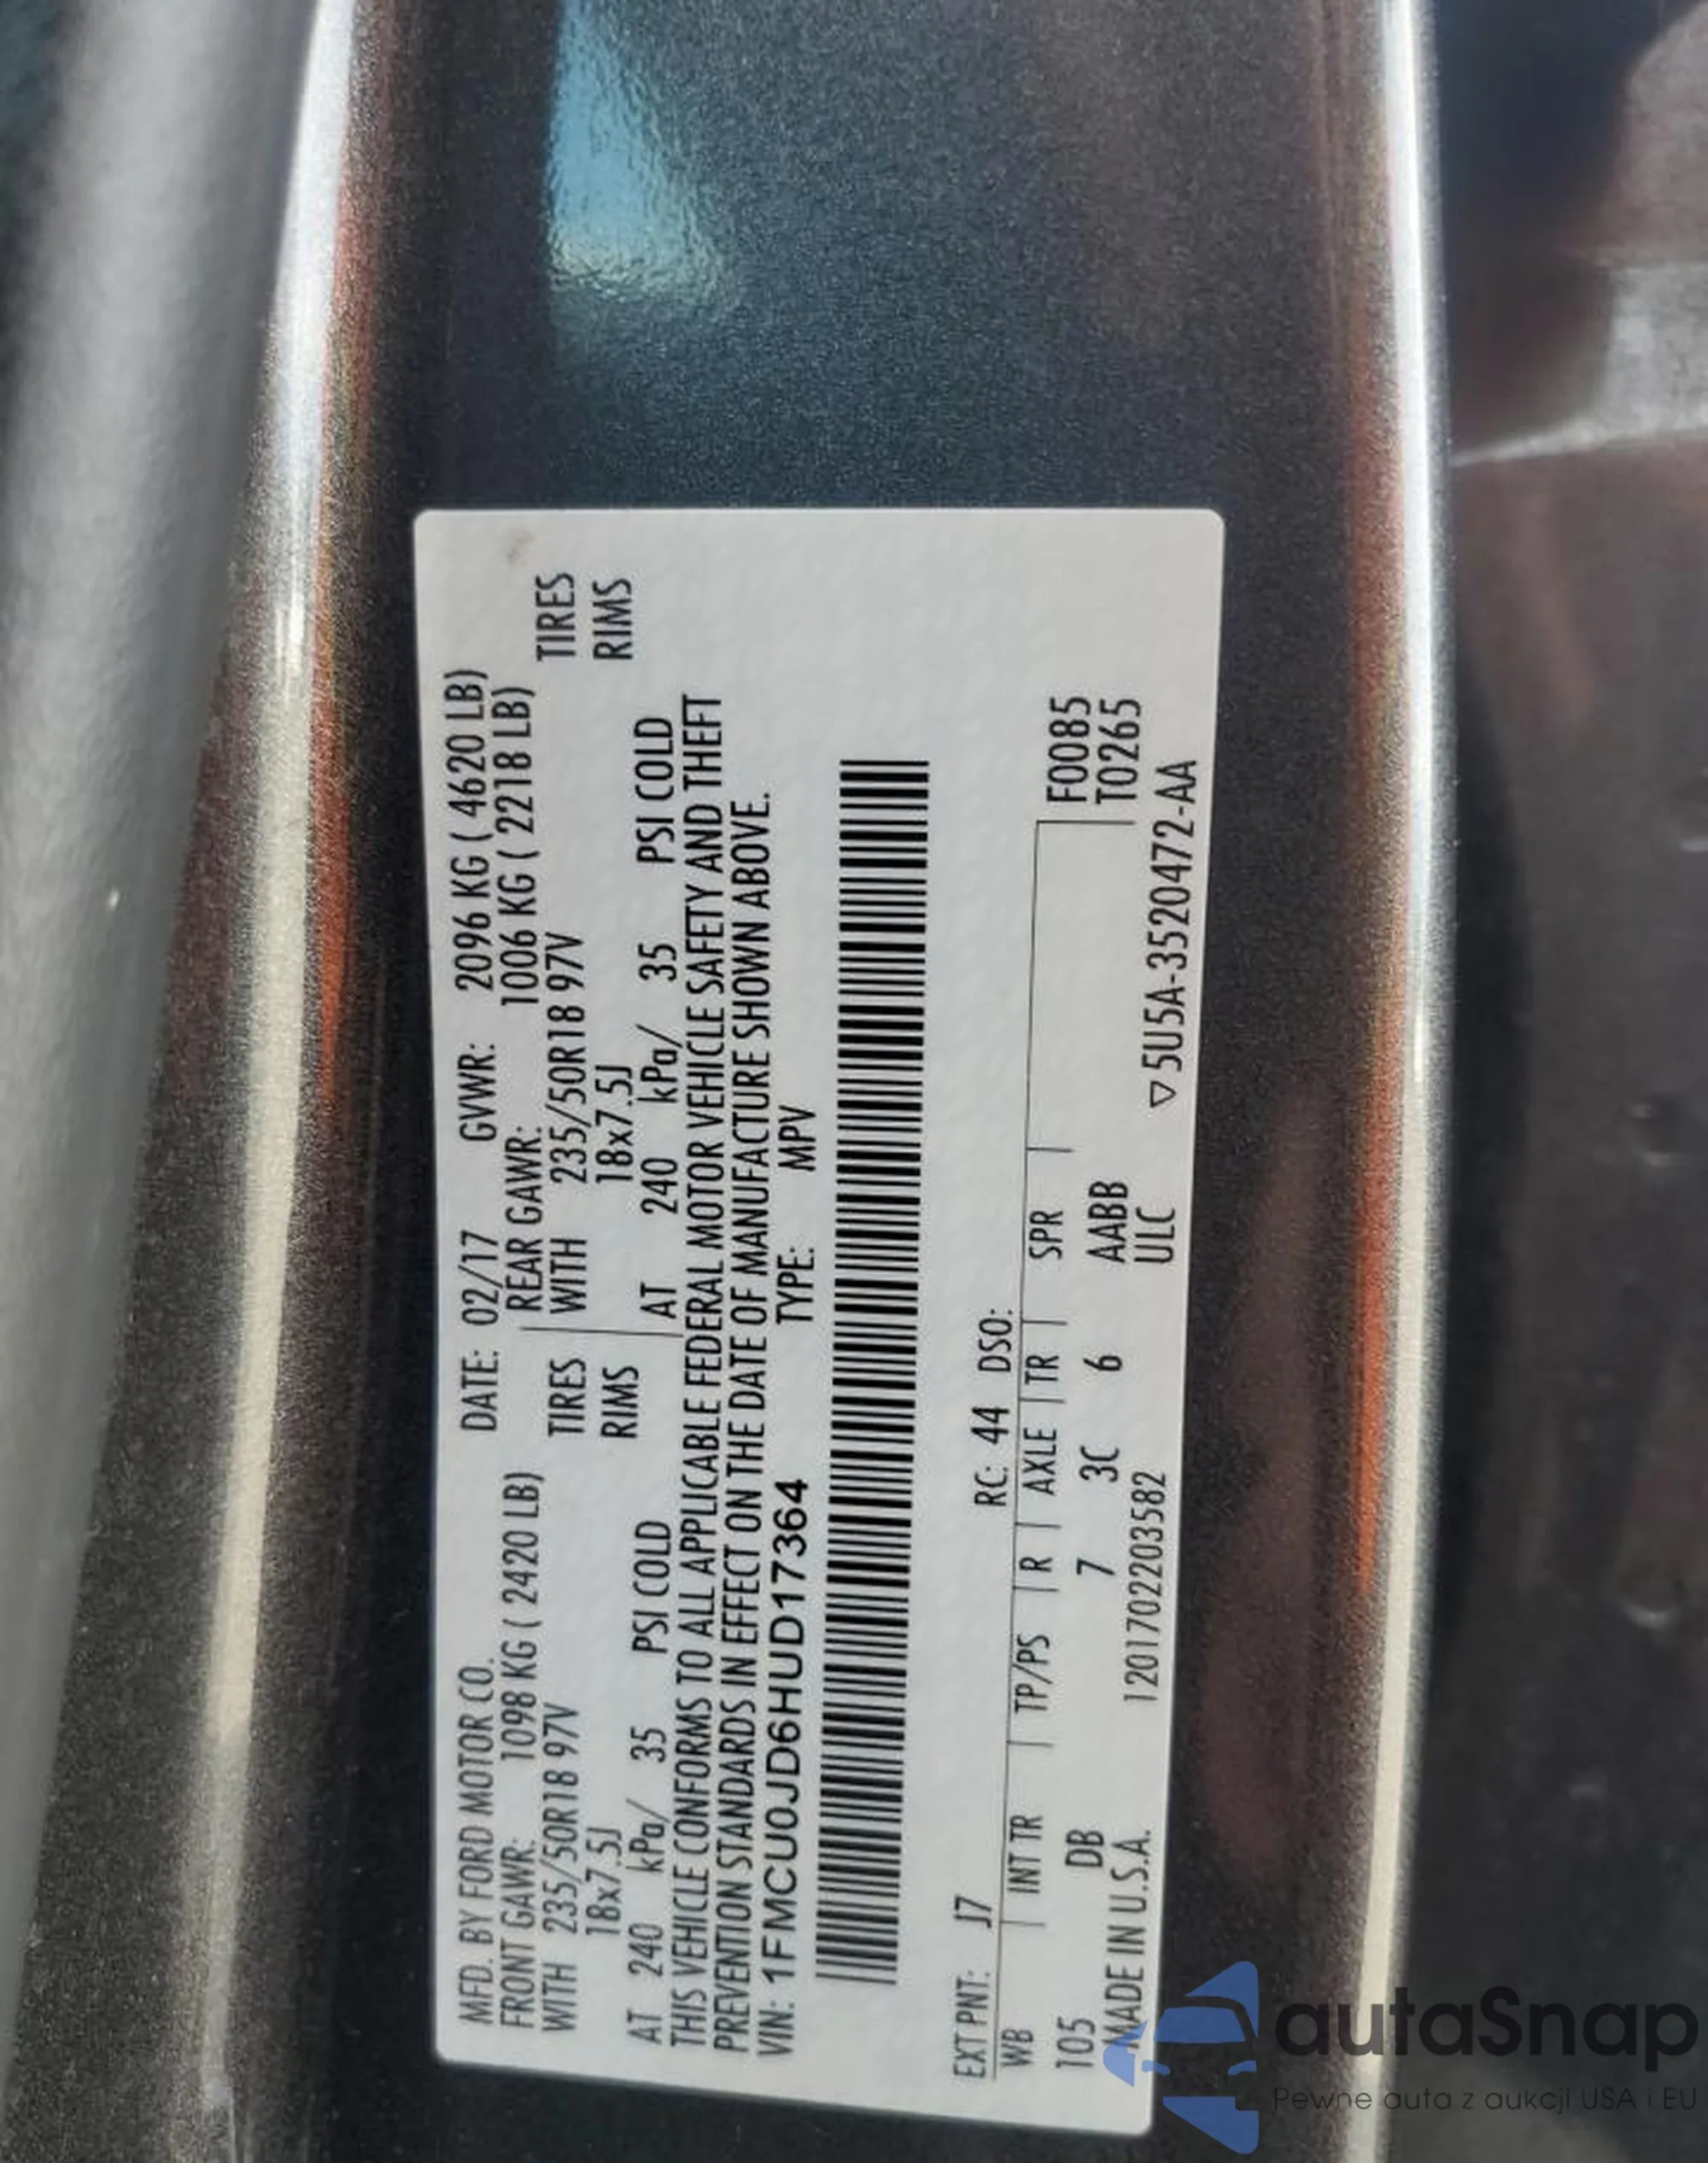 MFD. BY FORD MOTOR CO. DATE: 02/17 GVWR: 2096 KG ( 4620 LB)
FRONT GAWR: 1098 KG ( 2420 LB) REAR GAWR: 1006 KG ( 2218 LB)
WITH 235/50R18 97V TIRES WITH 235/50R18 97V TIRES
18x7.5J RIMS 18x7.5J RIMS
AT 240 kPa/ 35 PSI COLD AT 240 kPa/ 35 PSI COLD
THIS VEHICLE CONFORMS TO ALL APPLICABLE FEDERAL MOTOR VEHICLE SAFETY AND THEFT
PREVENTION STANDARDS IN EFFECT ON THE DATE OF MANUFACTURE SHOWN ABOVE.
VIN: 1FMCU0JD6HUD17364 TYPE: MPV
EXT PNT: J7 RC: 44 DSO:
WB INT TR TP/PS R AXLE TR SPR
F0085
105 DB 7 3C 6 AABB T0265
MADE IN U.S.A. 1201702203582 ULC ▽5U5A-3520472-AA
autaSnap
Pewne auta z aukcji USA i EU